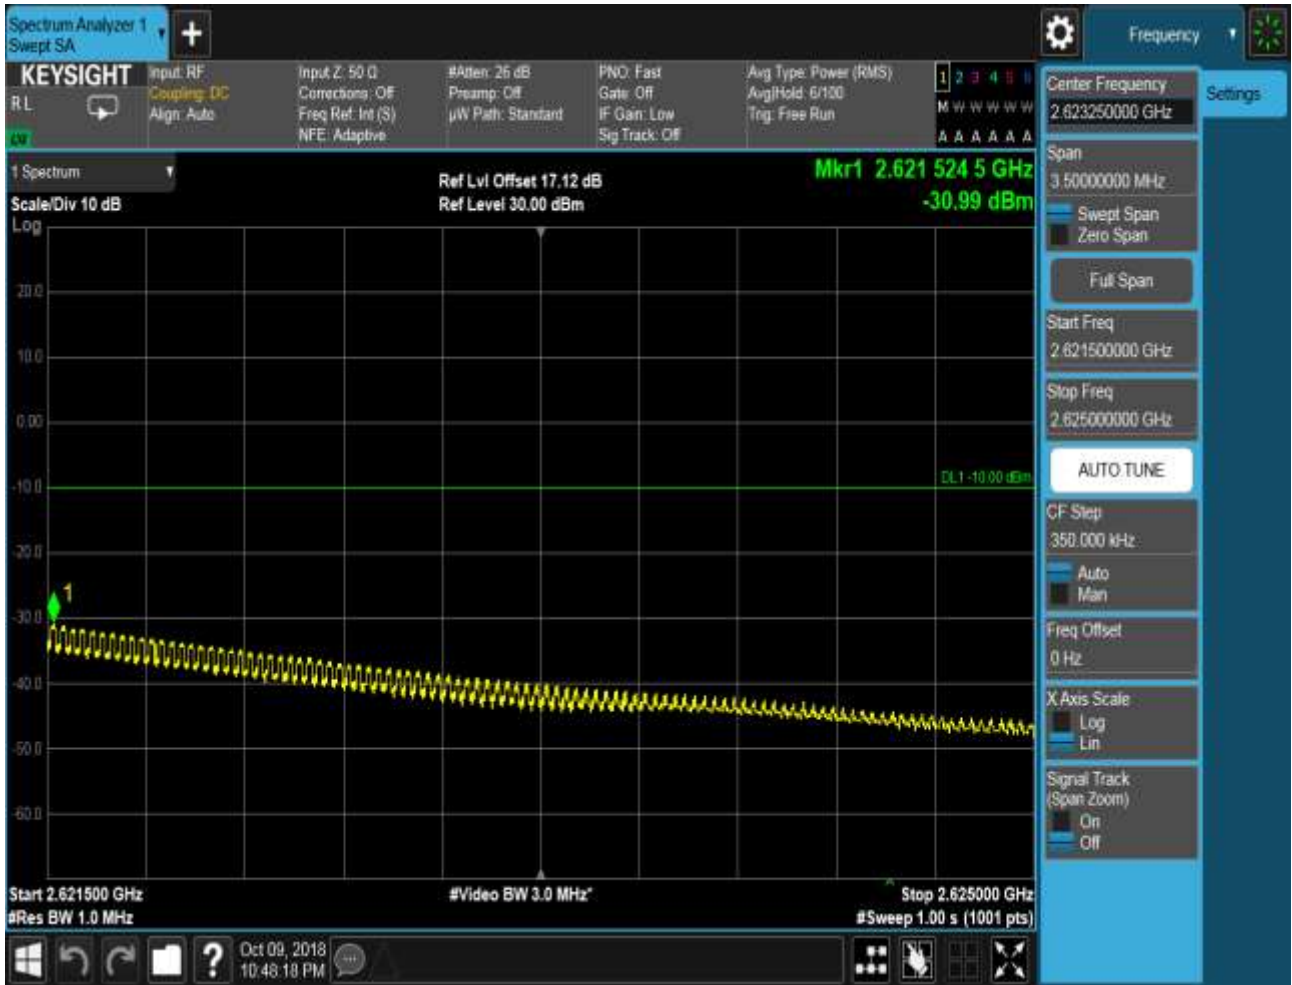 Spectrum Analyzer 1
Swept SA
Frequency
KEYSIGHT
RL
Input: RF
Coupling: DC
Align: Auto
Input Z: 50 Ω
Corrections: Off
Freq Ref: Int (S)
NFE: Adaptive
#Atten: 26 dB
Preamp: Off
µW Path: Standard
PNO: Fast
Gate: Off
IF Gain: Low
Sig Track: Off
Avg Type: Power (RMS)
Avg|Hold: 6/100
Trig: Free Run
1 2 3 4 5 6
M W W W W W
A A A A A A
1 Spectrum
Scale/Div 10 dB
Log
Ref Lvl Offset 17.12 dB
Ref Level 30.00 dBm
Mkr1 2.621 524 5 GHz
-30.99 dBm
20.0
10.0
0.00
-10.0
-20.0
-30.0
-40.0
-50.0
-60.0
DL1 -10.00 dBm
1
Start 2.621500 GHz
#Res BW 1.0 MHz
#Video BW 3.0 MHz*
Stop 2.625000 GHz
#Sweep 1.00 s (1001 pts)
Center Frequency
2.623250000 GHz
Settings
Span
3.50000000 MHz
Swept Span
Zero Span
Full Span
Start Freq
2.621500000 GHz
Stop Freq
2.625000000 GHz
AUTO TUNE
CF Step
350.000 kHz
Auto
Man
Freq Offset
0 Hz
X Axis Scale
Log
Lin
Signal Track
(Span Zoom)
On
Off
?
Oct 09, 2018
10:48:18 PM